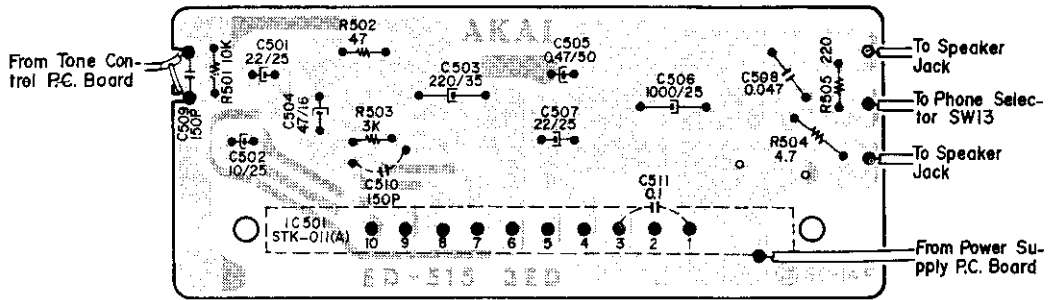 AKAI
From Tone Con-
trel P.C. Board
C509
150P
R501 10K
C501
22/25
R502
47
C504
47/16
C503
220/35
C505
0.47/50
C506
1000/25
C508
0.047
R505 220
To Speaker
Jack
To Phone Selec-
tor SW13
To Speaker
Jack
R503
3K
C507
22/25
R504
4.7
C502
10/25
C510
150P
C511
0.1
IC501
STK-011(A)
10 9 8 7 6 5 4 3 2 1
From Power Su-
pply P.C. Board